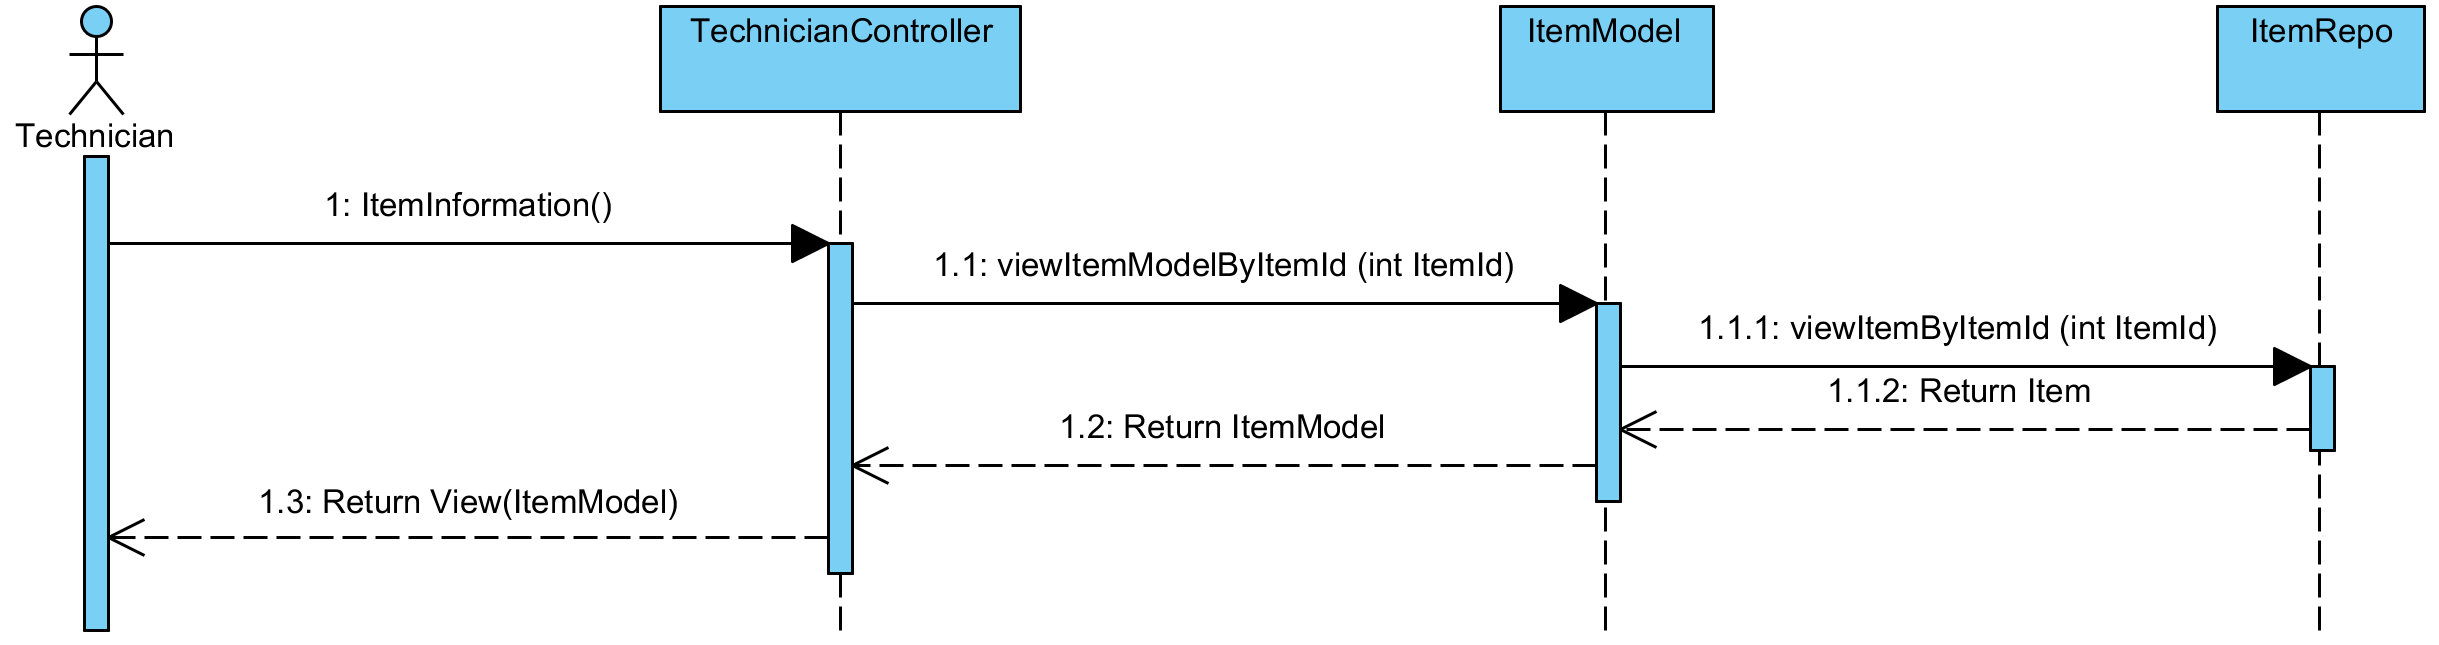 Technician
TechnicianController
ItemModel
ItemRepo
1: ItemInformation()
1.1: viewItemModelByItemId (int ItemId)
1.1.1: viewItemByItemId (int ItemId)
1.1.2: Return Item
1.2: Return ItemModel
1.3: Return View(ItemModel)